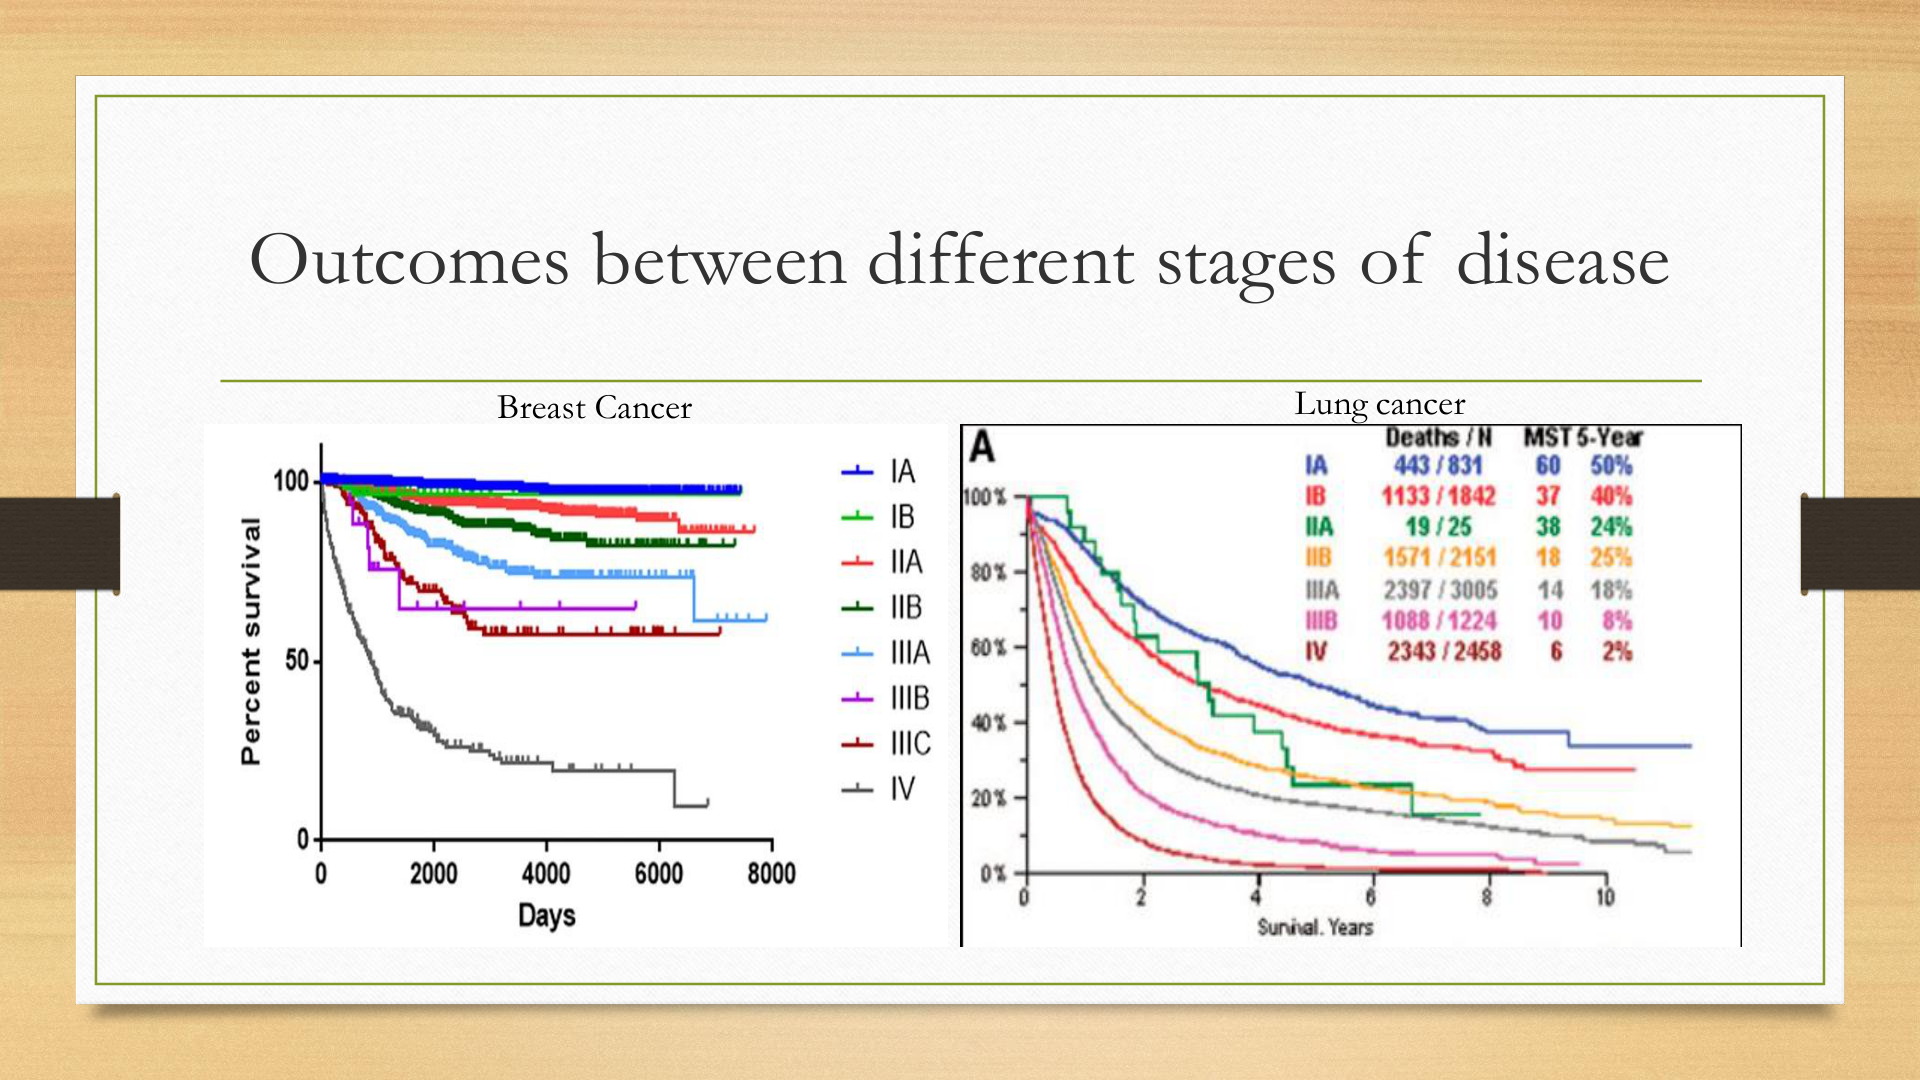 Outcomes between different stages of disease
Breast Cancer
Percent survival
100
50
0
0 2000 4000 6000 8000
Days
IA
IB
IIA
IIB
IIIA
IIIB
IIIC
IV
Lung cancer
A
Deaths / N MST 5-Year
IA 443 / 831 60 50%
IB 1133 / 1842 37 40%
IIA 19 / 25 38 24%
IIB 1571 / 2151 18 25%
IIIA 2397 / 3005 14 18%
IIIB 1088 / 1224 10 8%
IV 2343 / 2458 6 2%
100%
80%
60%
40%
20%
0%
0 2 4 6 8 10
Survival. Years